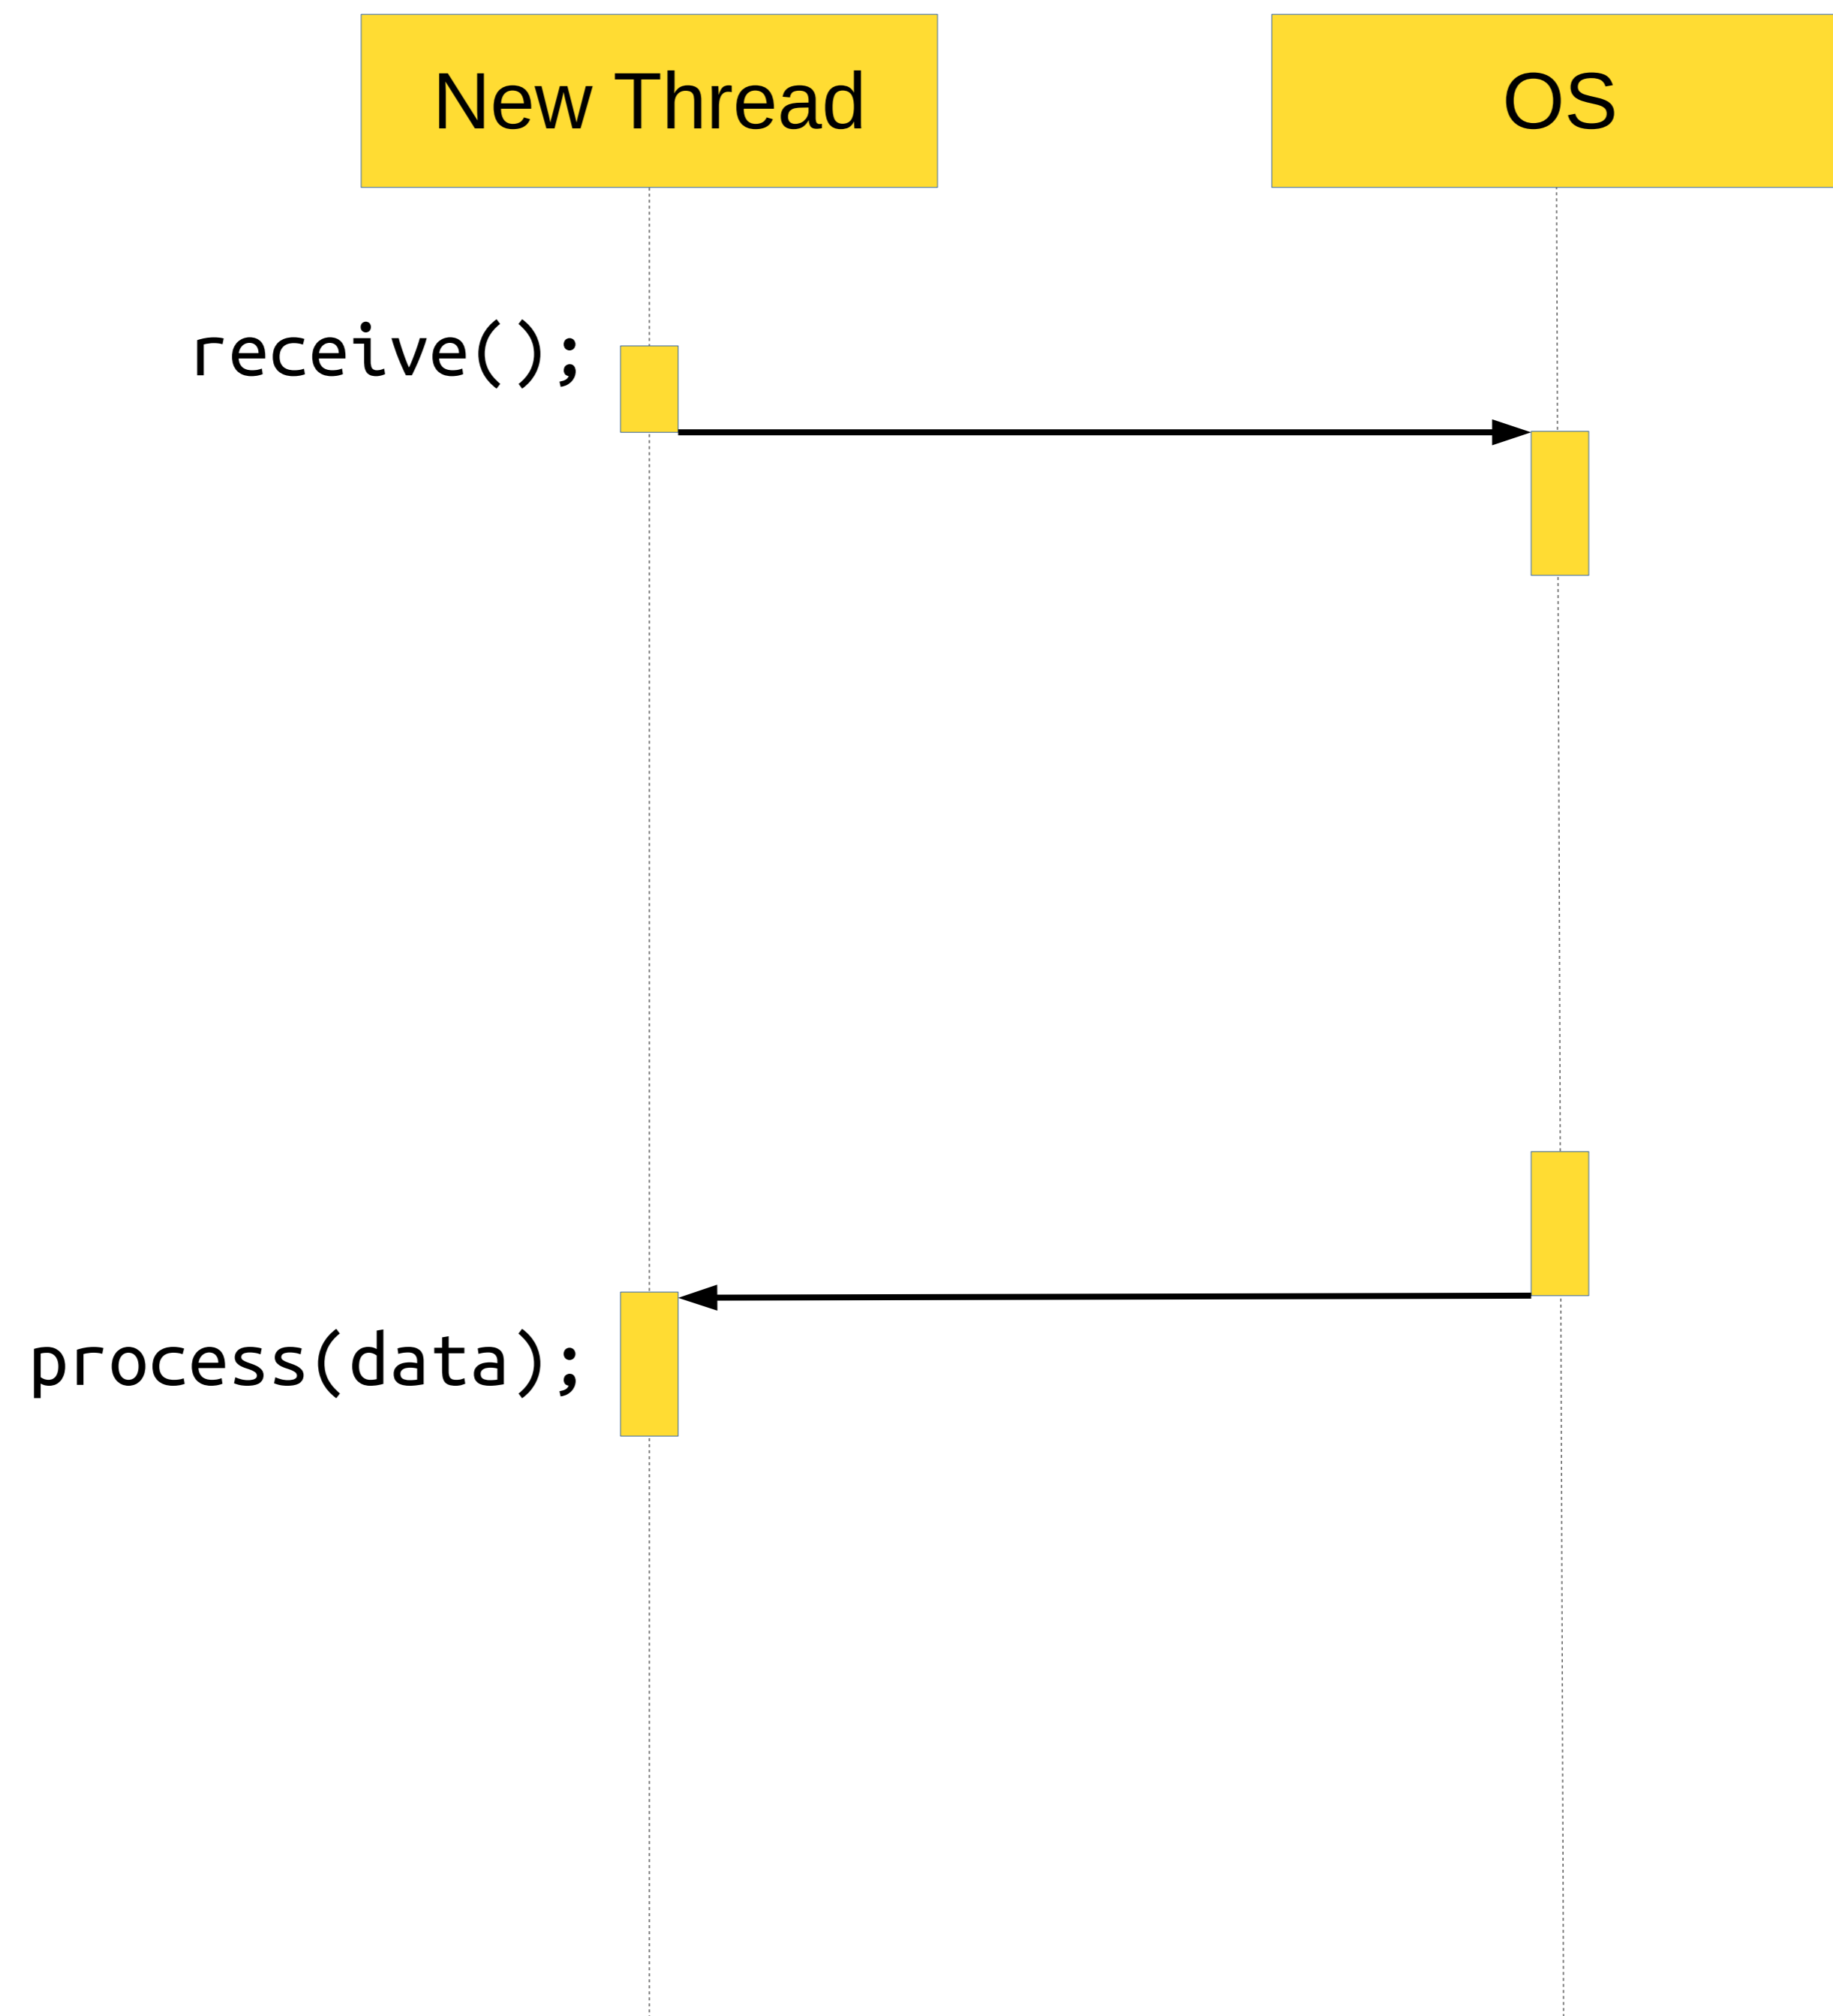 New Thread
OS
receive();
process(data);